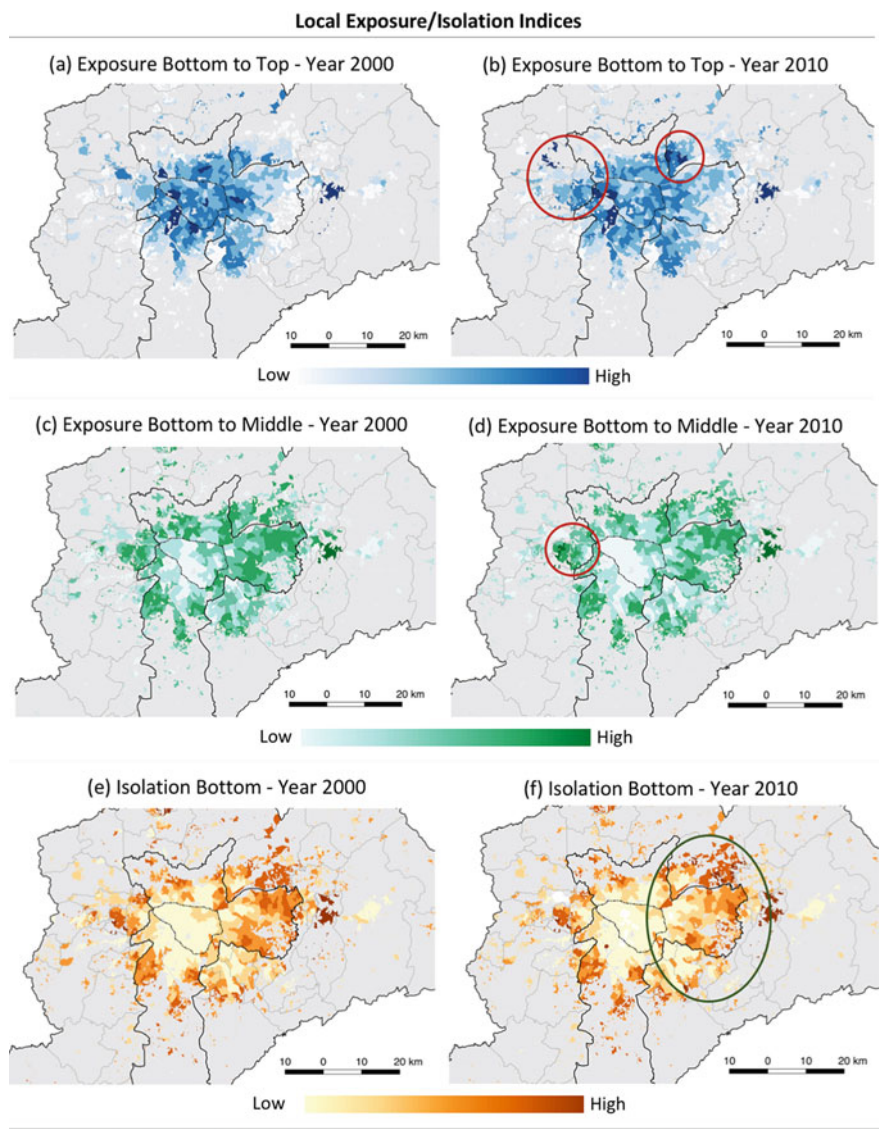 Local Exposure/Isolation Indices
(a) Exposure Bottom to Top - Year 2000
(b) Exposure Bottom to Top - Year 2010
10 0 10 20 km
10 0 10 20 km
Low High
(c) Exposure Bottom to Middle - Year 2000
(d) Exposure Bottom to Middle - Year 2010
10 0 10 20 km
10 0 10 20 km
Low High
(e) Isolation Bottom - Year 2000
(f) Isolation Bottom - Year 2010
10 0 10 20 km
10 0 10 20 km
Low High